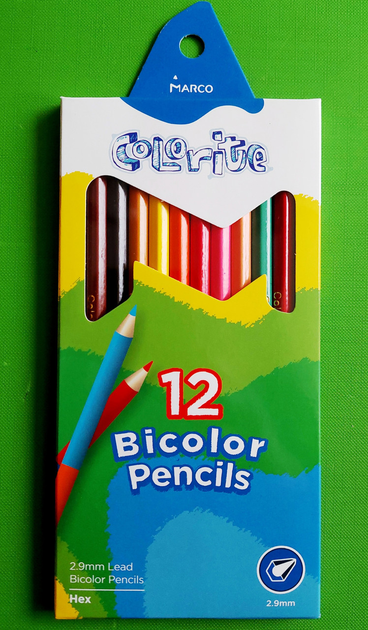 MARCO
Colorite
12
Bicolor
Pencils
2.9mm Lead
Bicolor Pencils
Hex
2.9mm